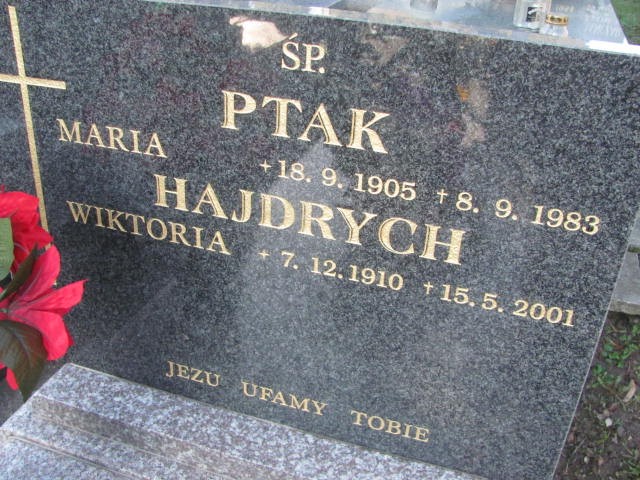 ŚP.
PTAK
MARIA
+18. 9. 1905 †8. 9. 1983
HAJDRYCH
WIKTORIA
+ 7. 12. 1910 †15. 5. 2001
JEZU UFAMY TOBIE